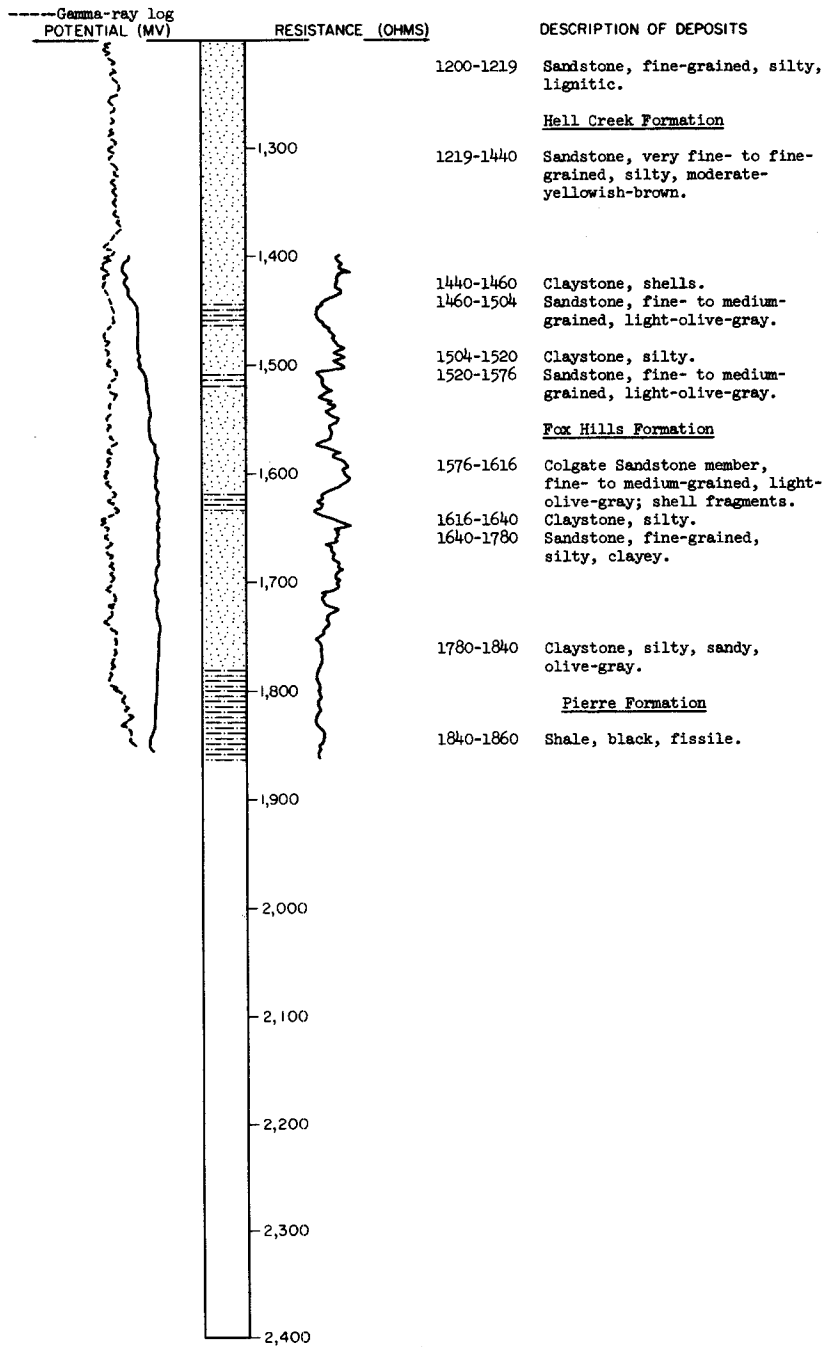 -----Gamma-ray log
POTENTIAL (MV)
RESISTANCE (OHMS)
DESCRIPTION OF DEPOSITS
1200-1219 Sandstone, fine-grained, silty,
lignitic.
Hell Creek Formation
1,300
1219-1440 Sandstone, very fine- to fine-
grained, silty, moderate-
yellowish-brown.
1,400
1440-1460 Claystone, shells.
1460-1504 Sandstone, fine- to medium-
grained, light-olive-gray.
1,500
1504-1520 Claystone, silty.
1520-1576 Sandstone, fine- to medium-
grained, light-olive-gray.
Fox Hills Formation
1,600
1576-1616 Colgate Sandstone member,
fine- to medium-grained, light-
olive-gray; shell fragments.
1616-1640 Claystone, silty.
1640-1780 Sandstone, fine-grained,
silty, clayey.
1,700
1780-1840 Claystone, silty, sandy,
olive-gray.
1,800
Pierre Formation
1840-1860 Shale, black, fissile.
1,900
2,000
2,100
2,200
2,300
2,400